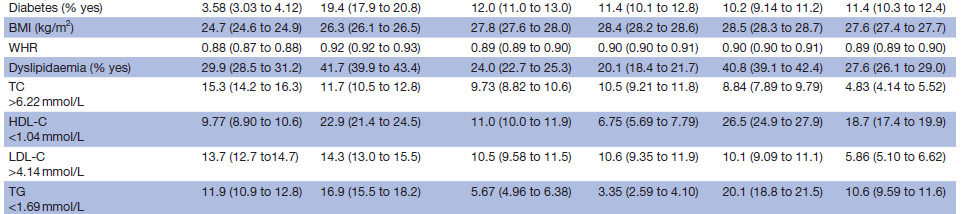 Diabetes (% yes) 3.58 (3.03 to 4.12) 19.4 (17.9 to 20.8) 12.0 (11.0 to 13.0) 11.4 (10.1 to 12.8) 10.2 (9.14 to 11.2) 11.4 (10.3 to 12.4)
BMI (kg/m²) 24.7 (24.6 to 24.9) 26.3 (26.1 to 26.5) 27.8 (27.6 to 28.0) 28.4 (28.2 to 28.6) 28.5 (28.3 to 28.7) 27.6 (27.4 to 27.7)
WHR 0.88 (0.87 to 0.88) 0.92 (0.92 to 0.93) 0.89 (0.89 to 0.90) 0.90 (0.90 to 0.91) 0.90 (0.90 to 0.91) 0.89 (0.89 to 0.90)
Dyslipidaemia (% yes) 29.9 (28.5 to 31.2) 41.7 (39.9 to 43.4) 24.0 (22.7 to 25.3) 20.1 (18.4 to 21.7) 40.8 (39.1 to 42.4) 27.6 (26.1 to 29.0)
TC 15.3 (14.2 to 16.3) 11.7 (10.5 to 12.8) 9.73 (8.82 to 10.6) 10.5 (9.21 to 11.8) 8.84 (7.89 to 9.79) 4.83 (4.14 to 5.52)
>6.22 mmol/L
HDL-C 9.77 (8.90 to 10.6) 22.9 (21.4 to 24.5) 11.0 (10.0 to 11.9) 6.75 (5.69 to 7.79) 26.5 (24.9 to 27.9) 18.7 (17.4 to 19.9)
<1.04 mmol/L
LDL-C 13.7 (12.7 to14.7) 14.3 (13.0 to 15.5) 10.5 (9.58 to 11.5) 10.6 (9.35 to 11.9) 10.1 (9.09 to 11.1) 5.86 (5.10 to 6.62)
>4.14 mmol/L
TG 11.9 (10.9 to 12.8) 16.9 (15.5 to 18.2) 5.67 (4.96 to 6.38) 3.35 (2.59 to 4.10) 20.1 (18.8 to 21.5) 10.6 (9.59 to 11.6)
<1.69 mmol/L